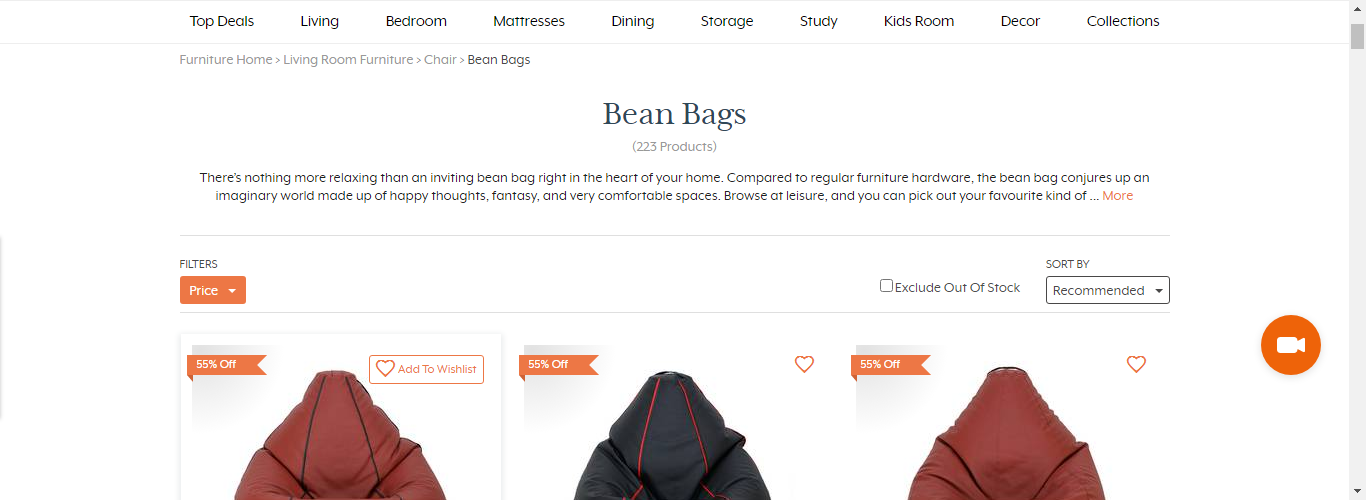 Top Deals Living Bedroom Mattresses Dining Storage Study Kids Room Decor Collections
Furniture Home > Living Room Furniture > Chair > Bean Bags
Bean Bags
(223 Products)
There's nothing more relaxing than an inviting bean bag right in the heart of your home. Compared to regular furniture hardware, the bean bag conjures up an
imaginary world made up of happy thoughts, fantasy, and very comfortable spaces. Browse at leisure, and you can pick out your favourite kind of ... More
FILTERS
Price
Exclude Out Of Stock
SORT BY
Recommended
55% Off
Add To Wishlist
55% Off
55% Off